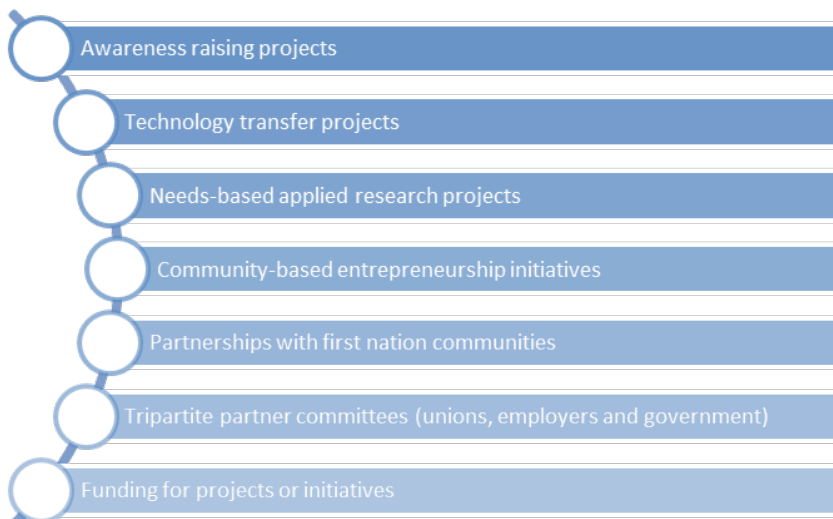 Awareness raising projects
Technology transfer projects
Needs-based applied research projects
Community-based entrepreneurship initiatives
Partnerships with first nation communities
Tripartite partner committees (unions, employers and government)
Funding for projects or initiatives